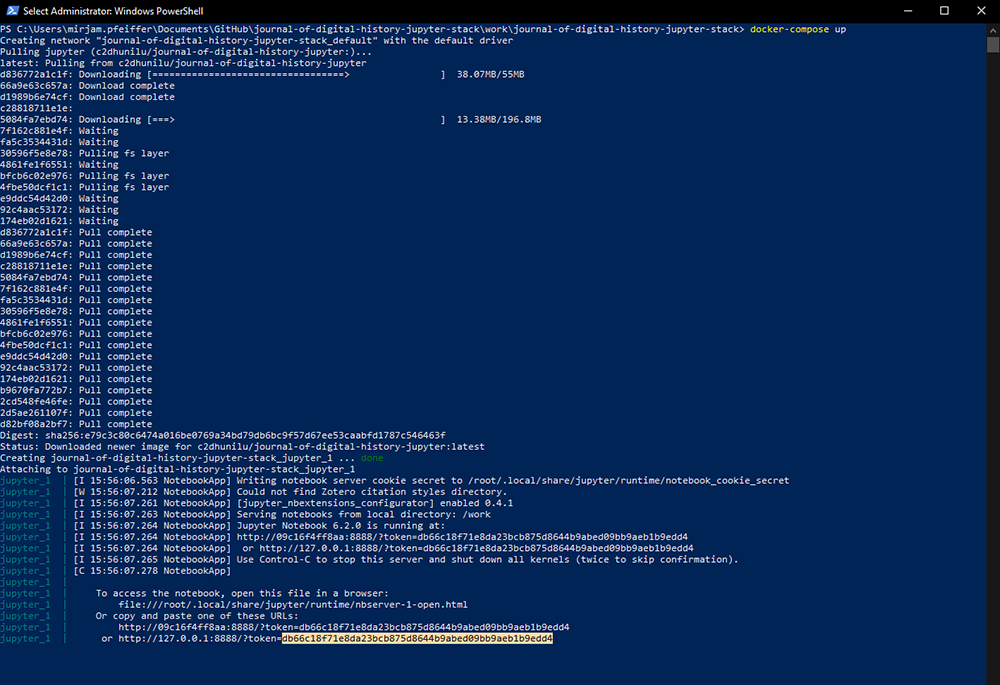 Select Administrator: Windows PowerShell
PS C:\Users\mirjam.pfeiffer\Documents\GitHub\journal-of-digital-history-jupyter-stack\work\journal-of-digital-history-jupyter-stack> docker-compose up
Creating network "journal-of-digital-history-jupyter-stack_default" with the default driver
Pulling jupyter (c2dhunilu/journal-of-digital-history-jupyter:)...
latest: Pulling from c2dhunilu/journal-of-digital-history-jupyter
d836772a1c1f: Downloading [==================================>                ]  38.07MB/55MB
66a9e63c657a: Download complete
d1989b6e74cf: Download complete
c28818711e1e:
5084fa7ebd74: Downloading [===>                                               ]  13.38MB/196.8MB
7f162c881e4f: Waiting
fa5c3534431d: Waiting
30596f5e8e78: Pulling fs layer
4861fe1f6551: Waiting
bfcb6c02e976: Pulling fs layer
4fbe50dcf1c1: Pulling fs layer
e9ddc54d42d0: Waiting
92c4aac53172: Waiting
174eb02d1621: Waiting
d836772a1c1f: Pull complete
66a9e63c657a: Pull complete
d1989b6e74cf: Pull complete
c28818711e1e: Pull complete
5084fa7ebd74: Pull complete
7f162c881e4f: Pull complete
fa5c3534431d: Pull complete
30596f5e8e78: Pull complete
4861fe1f6551: Pull complete
bfcb6c02e976: Pull complete
4fbe50dcf1c1: Pull complete
e9ddc54d42d0: Pull complete
92c4aac53172: Pull complete
174eb02d1621: Pull complete
b9670fa772b7: Pull complete
2cd548fe46fe: Pull complete
2d5ae261107f: Pull complete
d82bf08a2bf7: Pull complete
Digest: sha256:e79c3c80c6474a016be0769a34bd79db6bc9f57d67ee53caabfd1787c546463f
Status: Downloaded newer image for c2dhunilu/journal-of-digital-history-jupyter:latest
Creating journal-of-digital-history-jupyter-stack_jupyter_1 ... done
Attaching to journal-of-digital-history-jupyter-stack_jupyter_1
jupyter_1  | [I 15:56:06.563 NotebookApp] Writing notebook server cookie secret to /root/.local/share/jupyter/runtime/notebook_cookie_secret
jupyter_1  | [W 15:56:07.212 NotebookApp] Could not find Zotero citation styles directory.
jupyter_1  | [I 15:56:07.261 NotebookApp] [jupyter_nbextensions_configurator] enabled 0.4.1
jupyter_1  | [I 15:56:07.263 NotebookApp] Serving notebooks from local directory: /work
jupyter_1  | [I 15:56:07.264 NotebookApp] Jupyter Notebook 6.2.0 is running at:
jupyter_1  | [I 15:56:07.264 NotebookApp] http://09c16f4ff8aa:8888/?token=db66c18f71e8da23bcb875d8644b9abed09bb9aeb1b9edd4
jupyter_1  | [I 15:56:07.264 NotebookApp]  or http://127.0.0.1:8888/?token=db66c18f71e8da23bcb875d8644b9abed09bb9aeb1b9edd4
jupyter_1  | [I 15:56:07.265 NotebookApp] Use Control-C to stop this server and shut down all kernels (twice to skip confirmation).
jupyter_1  | [C 15:56:07.278 NotebookApp]
jupyter_1  |
jupyter_1  |     To access the notebook, open this file in a browser:
jupyter_1  |         file:///root/.local/share/jupyter/runtime/nbserver-1-open.html
jupyter_1  |     Or copy and paste one of these URLs:
jupyter_1  |         http://09c16f4ff8aa:8888/?token=db66c18f71e8da23bcb875d8644b9abed09bb9aeb1b9edd4
jupyter_1  |      or http://127.0.0.1:8888/?token=db66c18f71e8da23bcb875d8644b9abed09bb9aeb1b9edd4